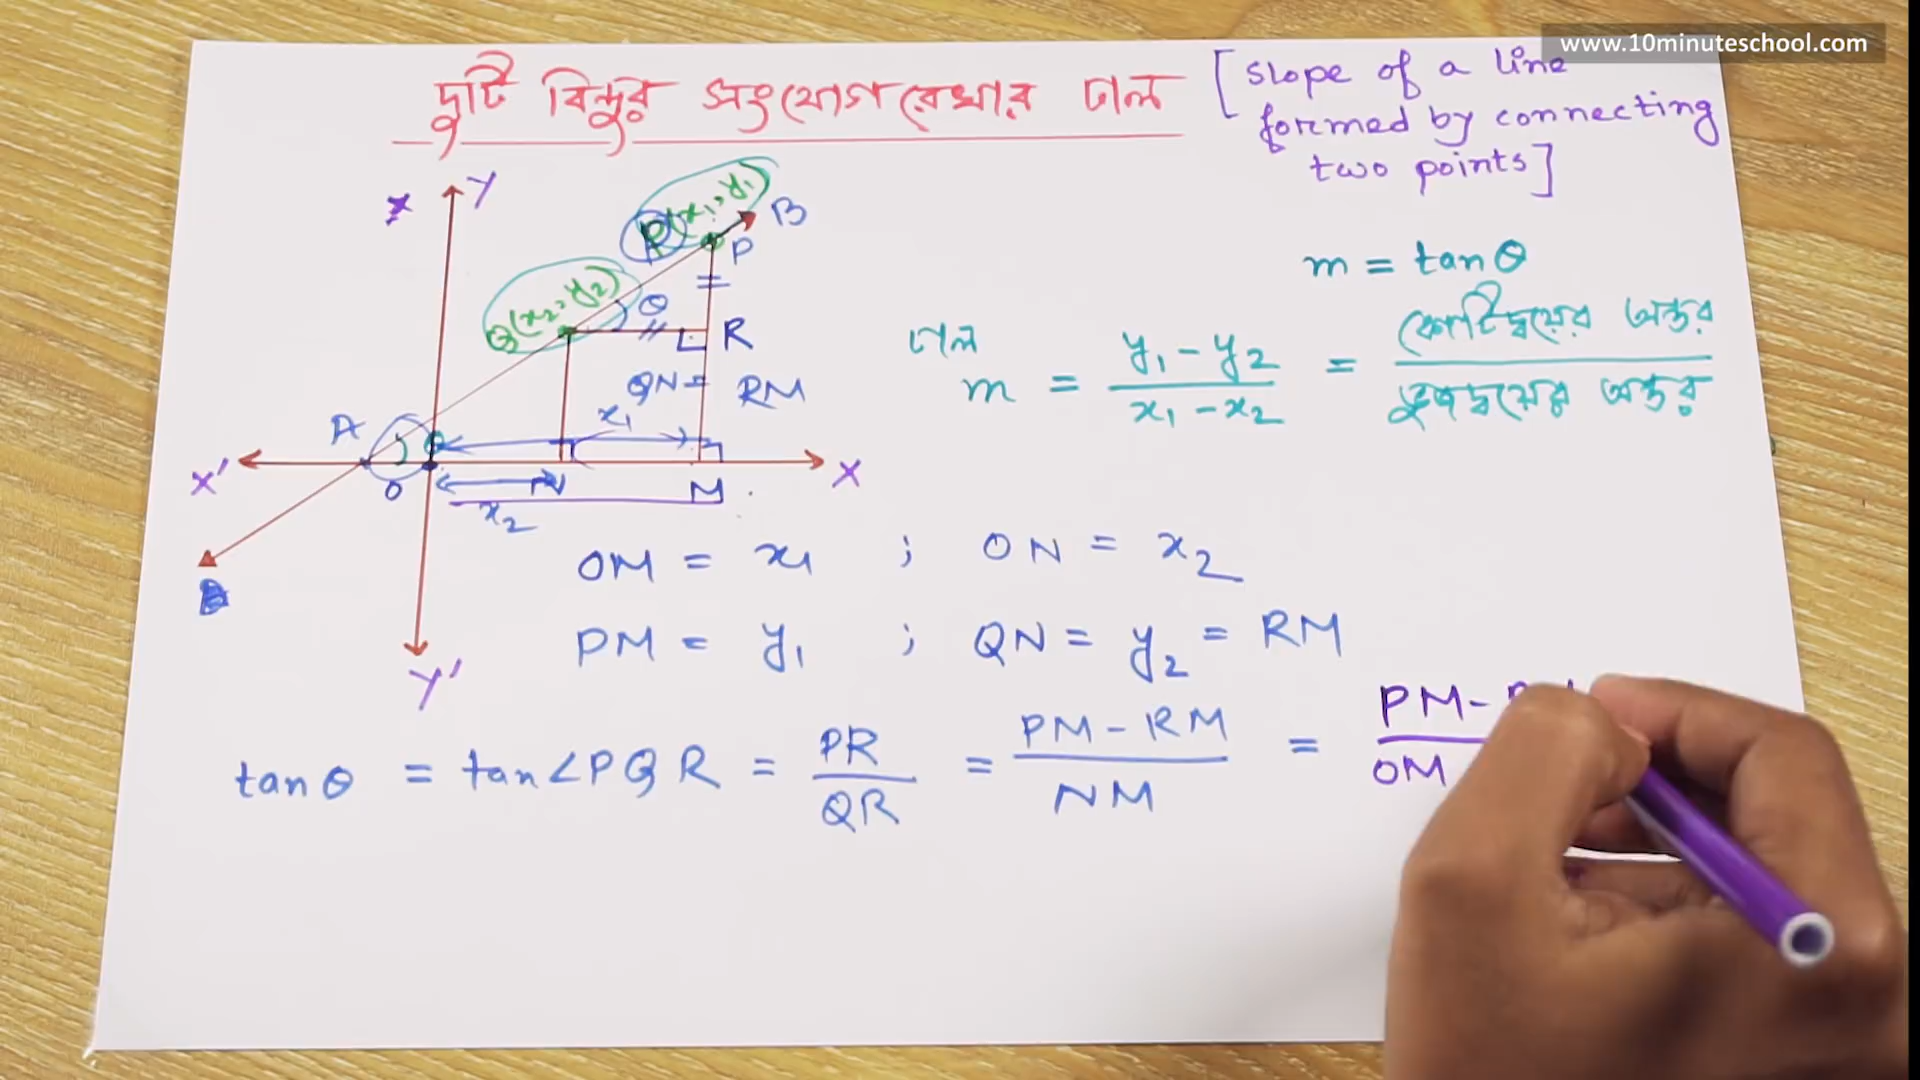 www.10minuteschool.com
দুটি বিন্দুর সংযোগরেখার ঢাল
[slope of a line
formed by connecting
two points]
Y
P(x₁, y₁)
B
P
Q(x₂, y₂)
θ
R
QN = RM
x₁
A
θ
X'
O
N
M
X
x₂
Y'
m = tanθ
ঢাল
m = (y₁ - y₂)/(x₁ - x₂) = কোটিদ্বয়ের অন্তর / ভুজদ্বয়ের অন্তর
OM = x₁ ; ON = x₂
PM = y₁ ; QN = y₂ = RM
tanθ = tan∠PQR = PR/QR = (PM - RM)/NM = PM - / OM